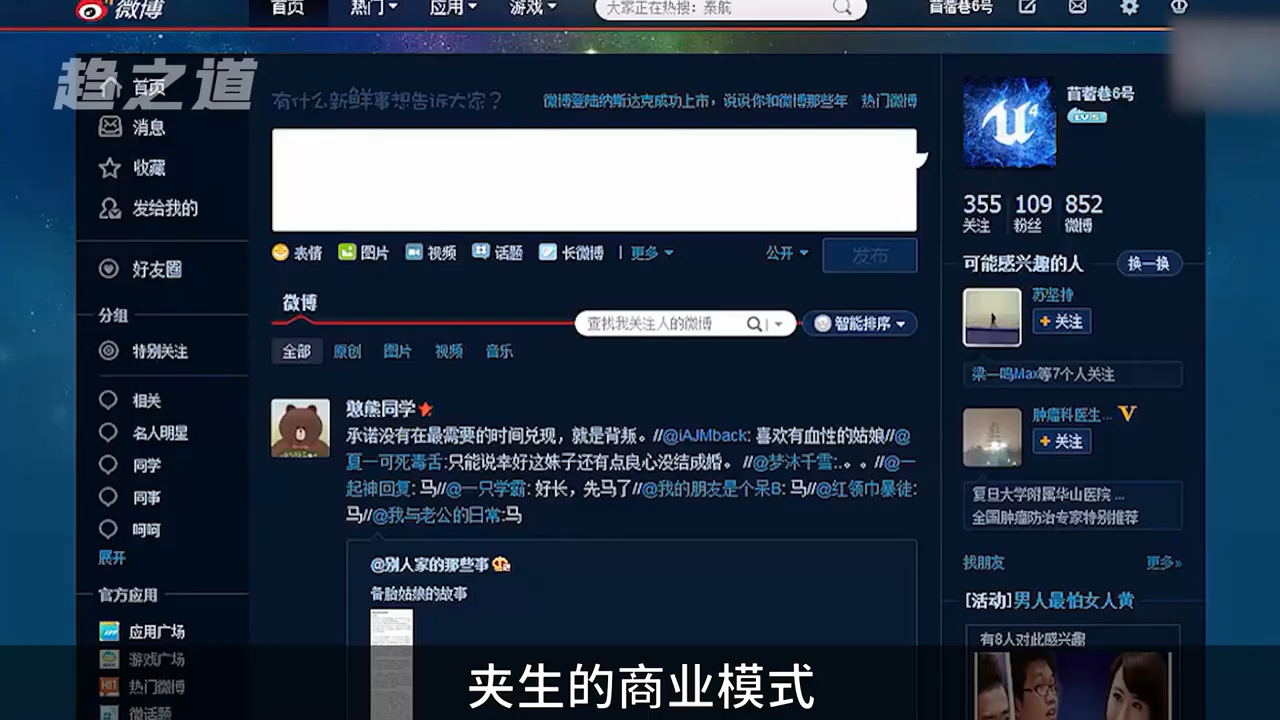 微博
首页
热门
应用
游戏
大家正在热搜：秦航
苜蓿巷6号
趋之道
首页
消息
收藏
发给我的
好友圈
分组
特别关注
相关
名人明星
同学
同事
呵呵
展开
官方应用
应用广场
游戏广场
热门微博
微话题
有什么新鲜事想告诉大家？
微博登陆纳斯达克成功上市，说说你和微博那些年 热门微博
表情 图片 视频 话题 长微博 | 更多
公开
发布
微博
查找我关注人的微博
智能排序
全部 原创 图片 视频 音乐
憨熊同学
承诺没有在最需要的时间兑现，就是背叛。//@iAJMback: 喜欢有血性的姑娘//@
夏一可死毒舌:只能说幸好这妹子还有点良心没结成婚。 //@梦沐千雪:。。//@一
起神回复: 马//@一只学霸: 好长，先马了//@我的朋友是个呆B: 马//@红领巾暴徒:
马//@我与老公的日常:马
@别人家的那些事
备胎姑娘的故事
苜蓿巷6号
LV.5
355 109 852
关注 粉丝 微博
可能感兴趣的人
换一换
苏坚持
+ 关注
梁一鸣Max等7个人关注
肿瘤科医生... V
+ 关注
复旦大学附属华山医院 ...
全国肿瘤防治专家特别推荐
找朋友
更多»
[活动]男人最怕女人黄
有8人对此感兴趣
夹生的商业模式